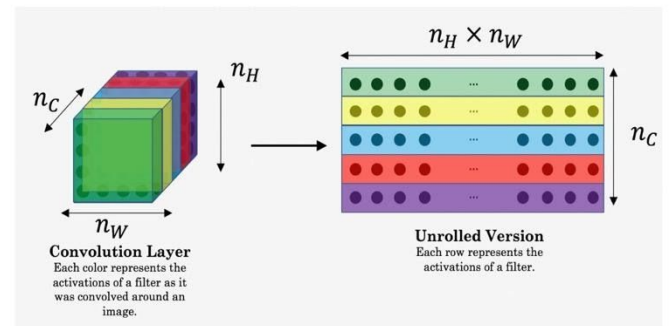 n_H × n_W
n_H
n_C
n_C
n_W
...
...
...
...
...
Convolution Layer
Each color represents the
activations of a filter as it
was convolved around an
image.
Unrolled Version
Each row represents the
activations of a filter.